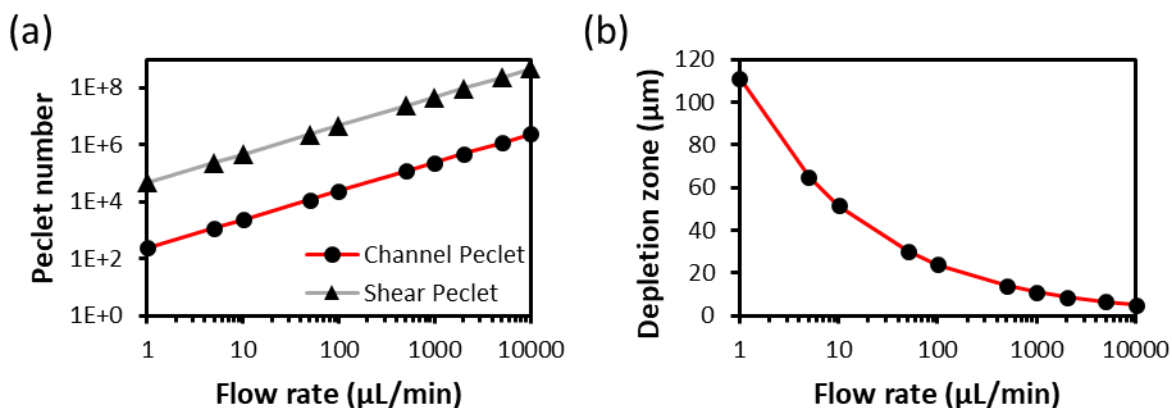 (a)
Peclet number
1E+8
1E+6
1E+4
1E+2
1E+0
Channel Peclet
Shear Peclet
1 10 100 1000 10000
Flow rate (µL/min)
(b)
Depletion zone (µm)
120
100
80
60
40
20
0
1 10 100 1000 10000
Flow rate (µL/min)